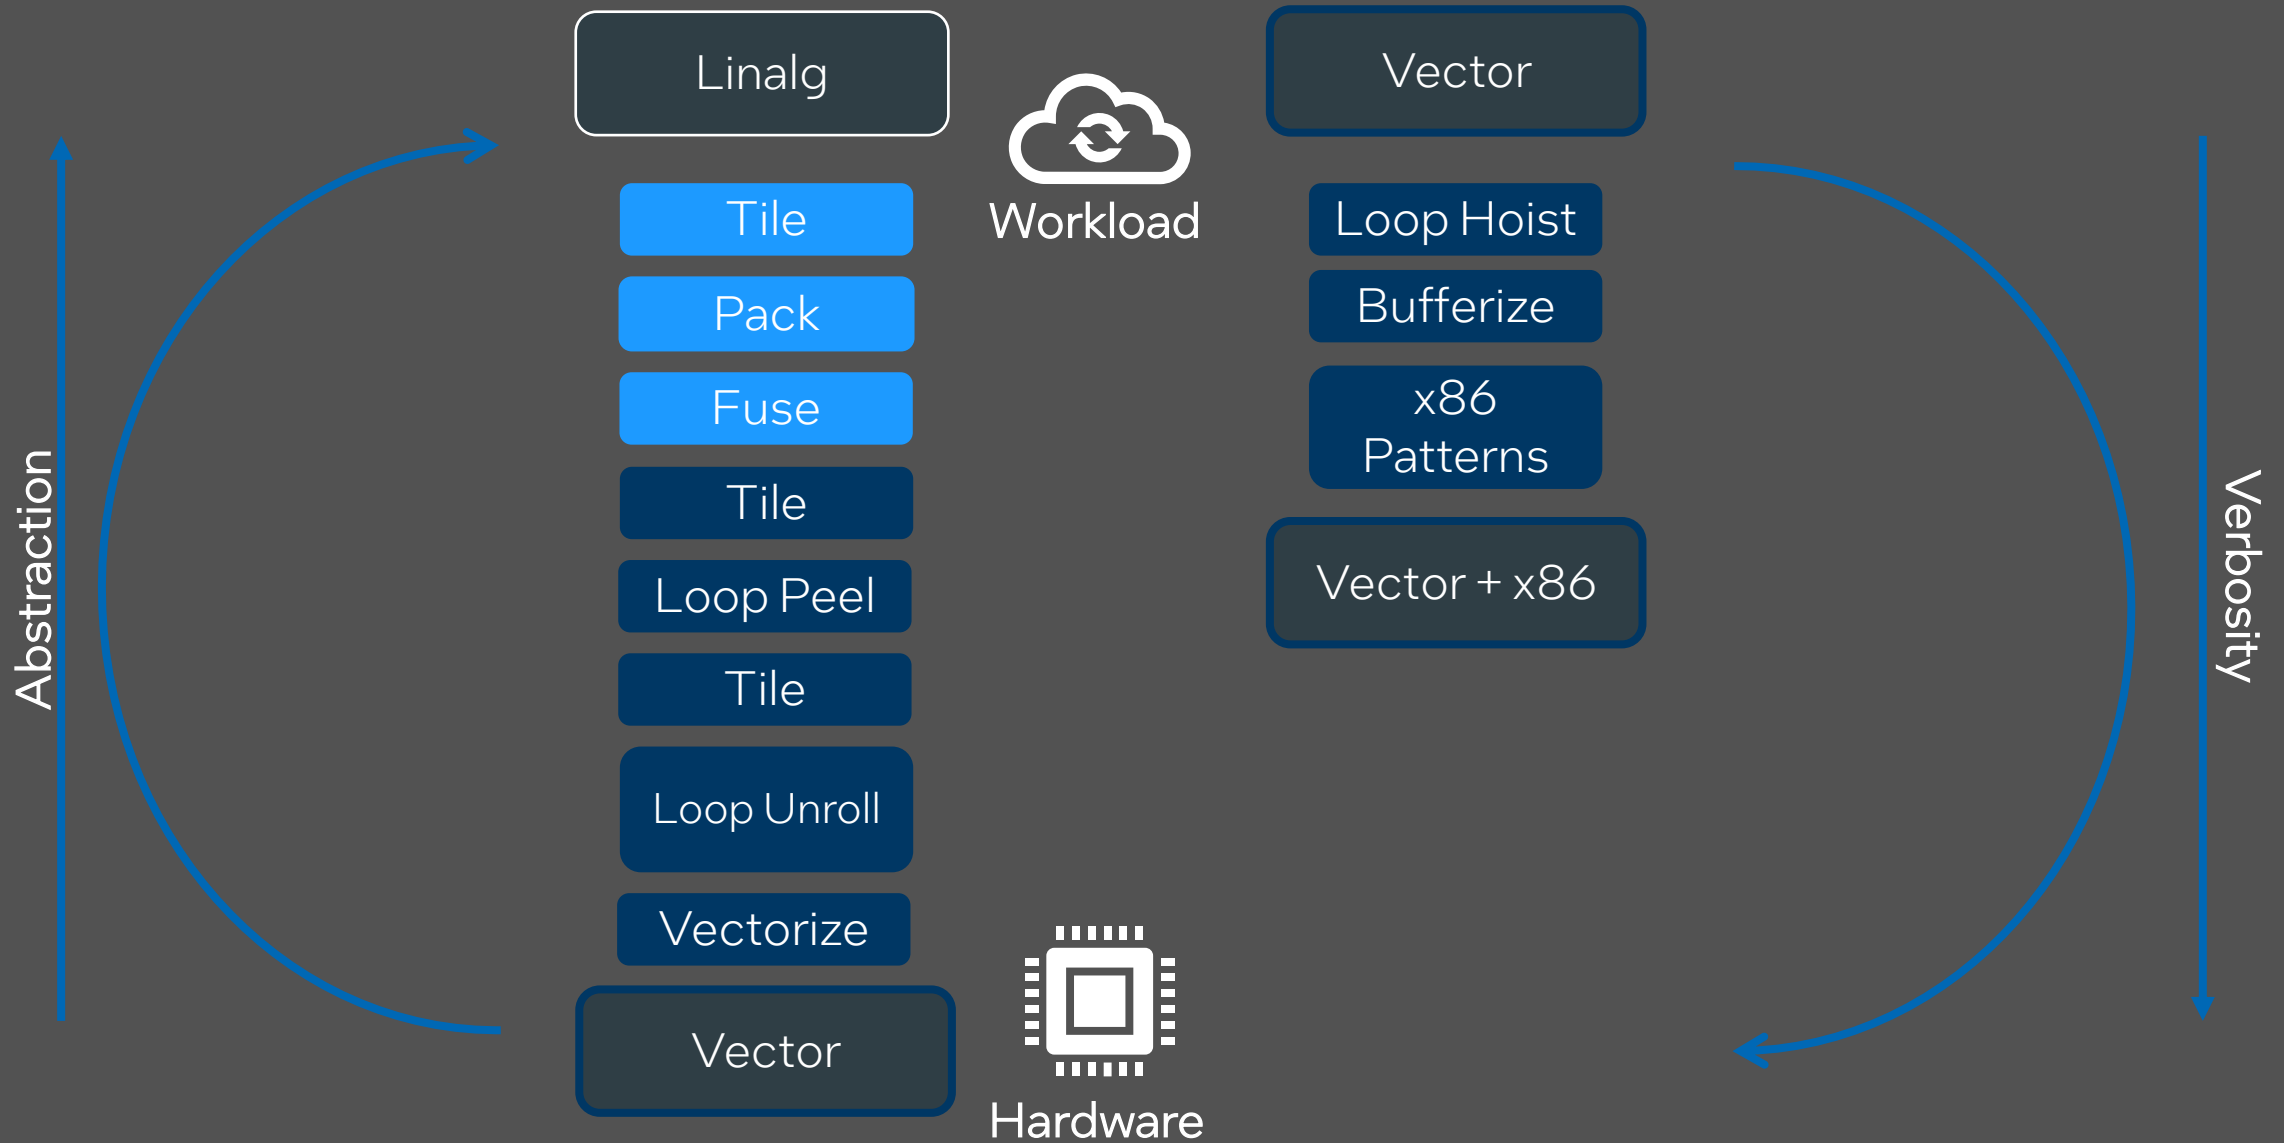 Abstraction
Linalg
Tile
Pack
Fuse
Tile
Loop Peel
Tile
Loop Unroll
Vectorize
Vector
Workload
Hardware
Vector
Loop Hoist
Bufferize
x86
Patterns
Vector + x86
Verbosity